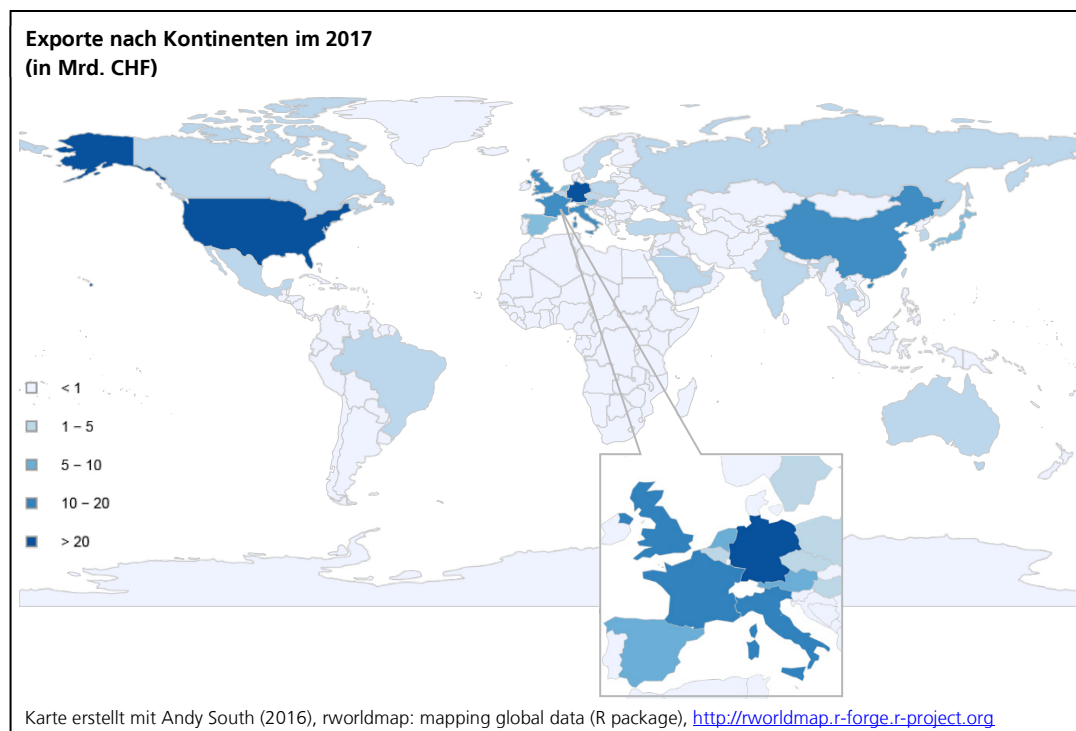 Exporte nach Kontinenten im 2017
(in Mrd. CHF)
< 1
1 – 5
5 – 10
10 – 20
> 20
Karte erstellt mit Andy South (2016), rworldmap: mapping global data (R package), http://rworldmap.r-forge.r-project.org